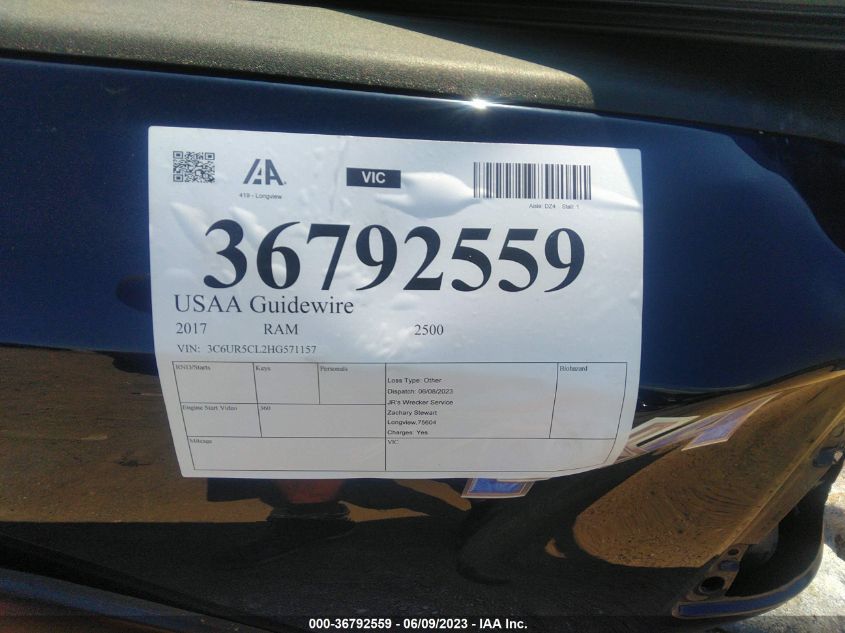 IAA
VIC
419 - Longview
Aisle: DZ4 Stall: 1
36792559
USAA Guidewire
2017 RAM 2500
VIN: 3C6UR5CL2HG571157
RND/Starts Keys Personals Biohazard
Loss Type: Other
Dispatch: 06/08/2023
JR's Wrecker Service
Engine Start Video 360
Zachary Stewart
Longview,75604
Charges: Yes
Mileage VIC
000-36792559 - 06/09/2023 - IAA Inc.